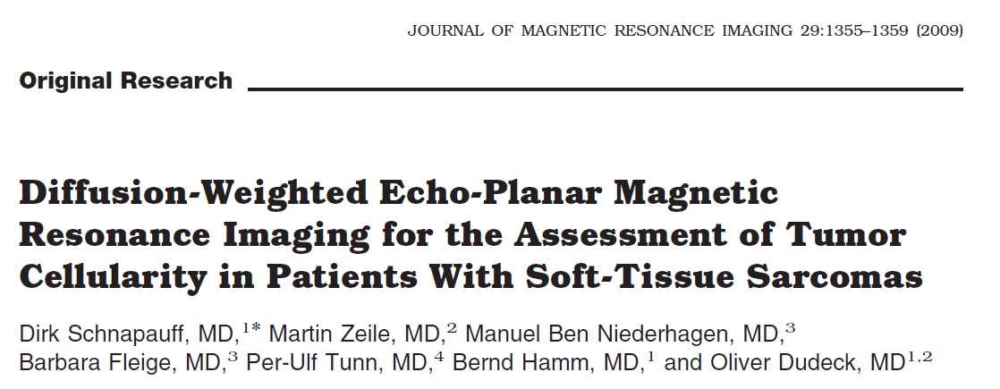 JOURNAL OF MAGNETIC RESONANCE IMAGING 29:1355–1359 (2009)
Original Research
Diffusion-Weighted Echo-Planar Magnetic
Resonance Imaging for the Assessment of Tumor
Cellularity in Patients With Soft-Tissue Sarcomas
Dirk Schnapauff, MD,¹* Martin Zeile, MD,² Manuel Ben Niederhagen, MD,³
Barbara Fleige, MD,³ Per-Ulf Tunn, MD,⁴ Bernd Hamm, MD,¹ and Oliver Dudeck, MD¹,²